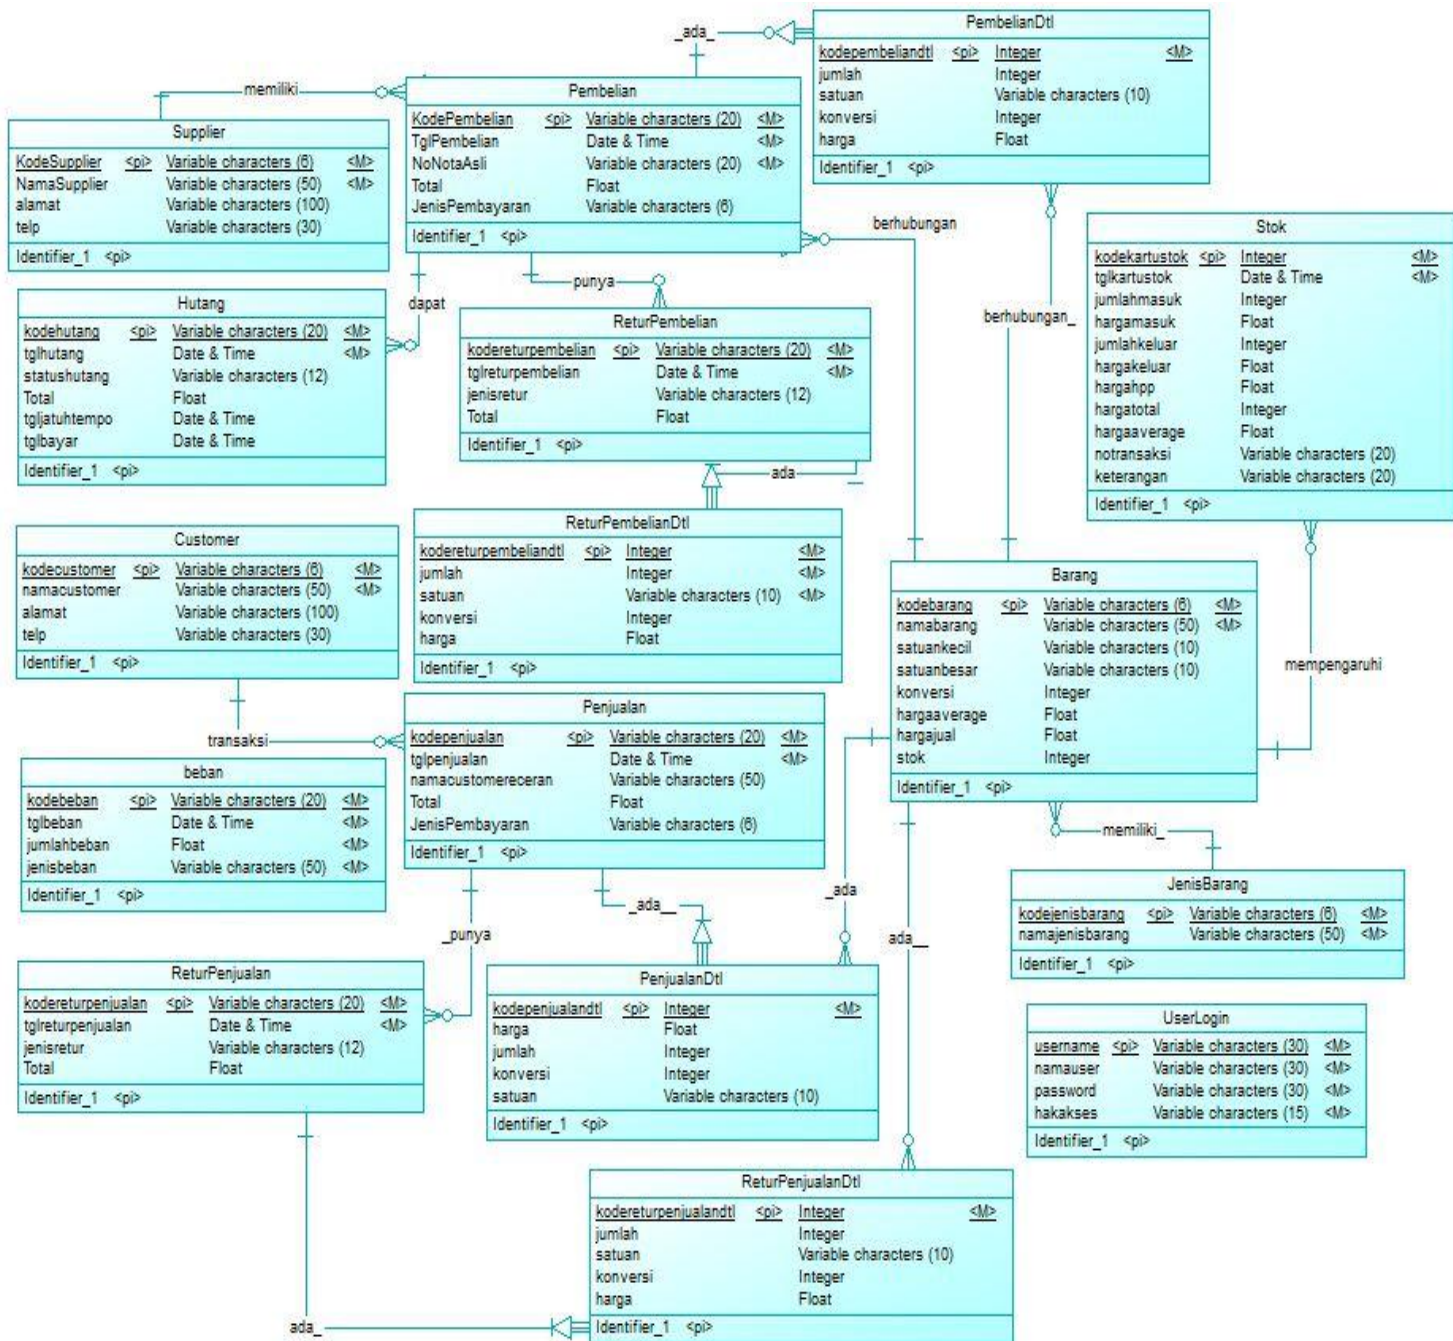 PembelianDtl
kodepembeliandtl <pi> Integer <M>
jumlah Integer
satuan Variable characters (10)
konversi Integer
harga Float
Identifier_1 <pi>
_ada_
memiliki
Pembelian
KodePembelian <pi> Variable characters (20) <M>
TglPembelian Date & Time <M>
NoNotaAsli Variable characters (20) <M>
Total Float
JenisPembayaran Variable characters (6)
Identifier_1 <pi>
Supplier
KodeSupplier <pi> Variable characters (6) <M>
NamaSupplier Variable characters (50) <M>
alamat Variable characters (100)
telp Variable characters (30)
Identifier_1 <pi>
berhubungan
Stok
kodekartustok <pi> Integer <M>
tglkartustok Date & Time <M>
jumlahmasuk Integer
hargamasuk Float
jumlahkeluar Integer
hargakeluar Float
hargahpp Float
hargatotal Integer
hargaaverage Float
notransaksi Variable characters (20)
keterangan Variable characters (20)
Identifier_1 <pi>
punya
dapat
berhubungan_
Hutang
kodehutang <pi> Variable characters (20) <M>
tglhutang Date & Time <M>
statushutang Variable characters (12)
Total Float
tgljatuhtempo Date & Time
tglbayar Date & Time
Identifier_1 <pi>
ReturPembelian
kodereturpembelian <pi> Variable characters (20) <M>
tglreturpembelian Date & Time <M>
jenisretur Variable characters (12)
Total Float
Identifier_1 <pi>
ada
ReturPembelianDtl
kodereturpembeliandtl <pi> Integer <M>
jumlah Integer <M>
satuan Variable characters (10) <M>
konversi Integer
harga Float
Identifier_1 <pi>
Customer
kodecustomer <pi> Variable characters (6) <M>
namacustomer Variable characters (50) <M>
alamat Variable characters (100)
telp Variable characters (30)
Identifier_1 <pi>
Barang
kodebarang <pi> Variable characters (6) <M>
namabarang Variable characters (50) <M>
satuankecil Variable characters (10)
satuanbesar Variable characters (10)
konversi Integer
hargaaverage Float
hargajual Float
stok Integer
Identifier_1 <pi>
mempengaruhi
transaksi
Penjualan
kodepenjualan <pi> Variable characters (20) <M>
tglpenjualan Date & Time <M>
namacustomereceran Variable characters (50)
Total Float
JenisPembayaran Variable characters (6)
Identifier_1 <pi>
beban
kodebeban <pi> Variable characters (20) <M>
tglbeban Date & Time <M>
jumlahbeban Float <M>
jenisbeban Variable characters (50) <M>
Identifier_1 <pi>
memiliki_
JenisBarang
kodejenisbarang <pi> Variable characters (6) <M>
namajenisbarang Variable characters (50) <M>
Identifier_1 <pi>
_ada__
_ada
_punya
ada__
ReturPenjualan
kodereturpenjualan <pi> Variable characters (20) <M>
tglreturpenjualan Date & Time <M>
jenisretur Variable characters (12)
Total Float
Identifier_1 <pi>
PenjualanDtl
kodepenjualandtl <pi> Integer <M>
harga Float
jumlah Integer
konversi Integer
satuan Variable characters (10)
Identifier_1 <pi>
UserLogin
username <pi> Variable characters (30) <M>
namauser Variable characters (30) <M>
password Variable characters (30) <M>
hakakses Variable characters (15) <M>
Identifier_1 <pi>
ReturPenjualanDtl
kodereturpenjualandtl <pi> Integer <M>
jumlah Integer
satuan Variable characters (10)
konversi Integer
harga Float
Identifier_1 <pi>
ada_